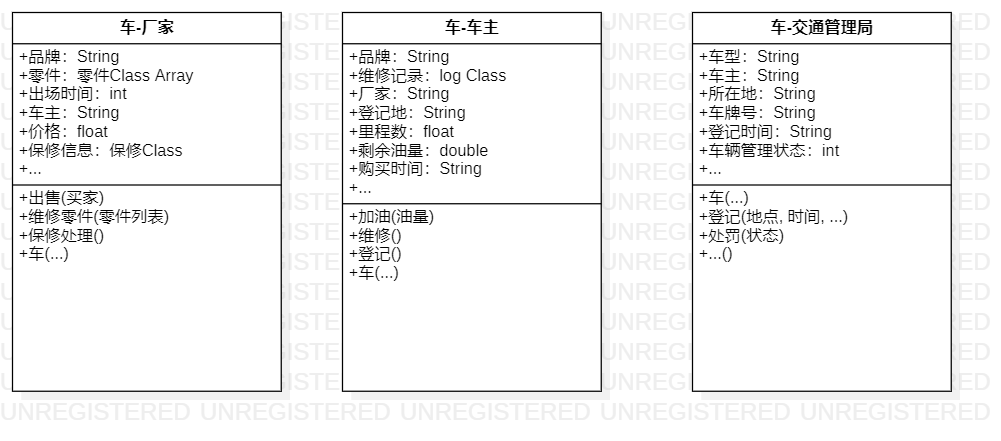 车-厂家
+品牌：String
+零件：零件Class Array
+出场时间：int
+车主：String
+价格：float
+保修信息：保修Class
+...
+出售(买家)
+维修零件(零件列表)
+保修处理()
+车(...)
车-车主
+品牌：String
+维修记录：log Class
+厂家：String
+登记地：String
+里程数：float
+剩余油量：double
+购买时间：String
+...
+加油(油量)
+维修()
+登记()
+车(...)
车-交通管理局
+车型：String
+车主：String
+所在地：String
+车牌号：String
+登记时间：String
+车辆管理状态：int
+...
+车(...)
+登记(地点, 时间, ...)
+处罚(状态)
+...()
UNREGISTERED UNREGISTERED UNREGISTERED UNREGISTERED UNREGISTERED